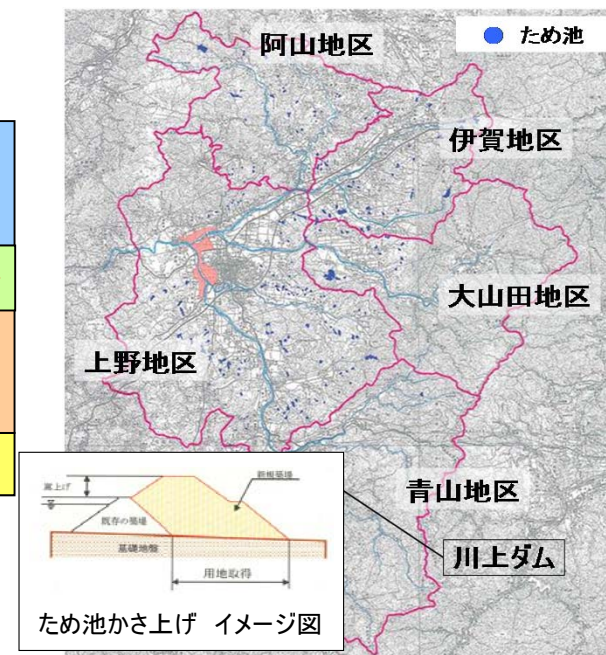 阿山地区
ため池
伊賀地区
大山田地区
上野地区
青山地区
川上ダム
嵩上げ
新規築堤
既存の築堤
基礎地盤
用地取得
ため池かさ上げ イメージ図